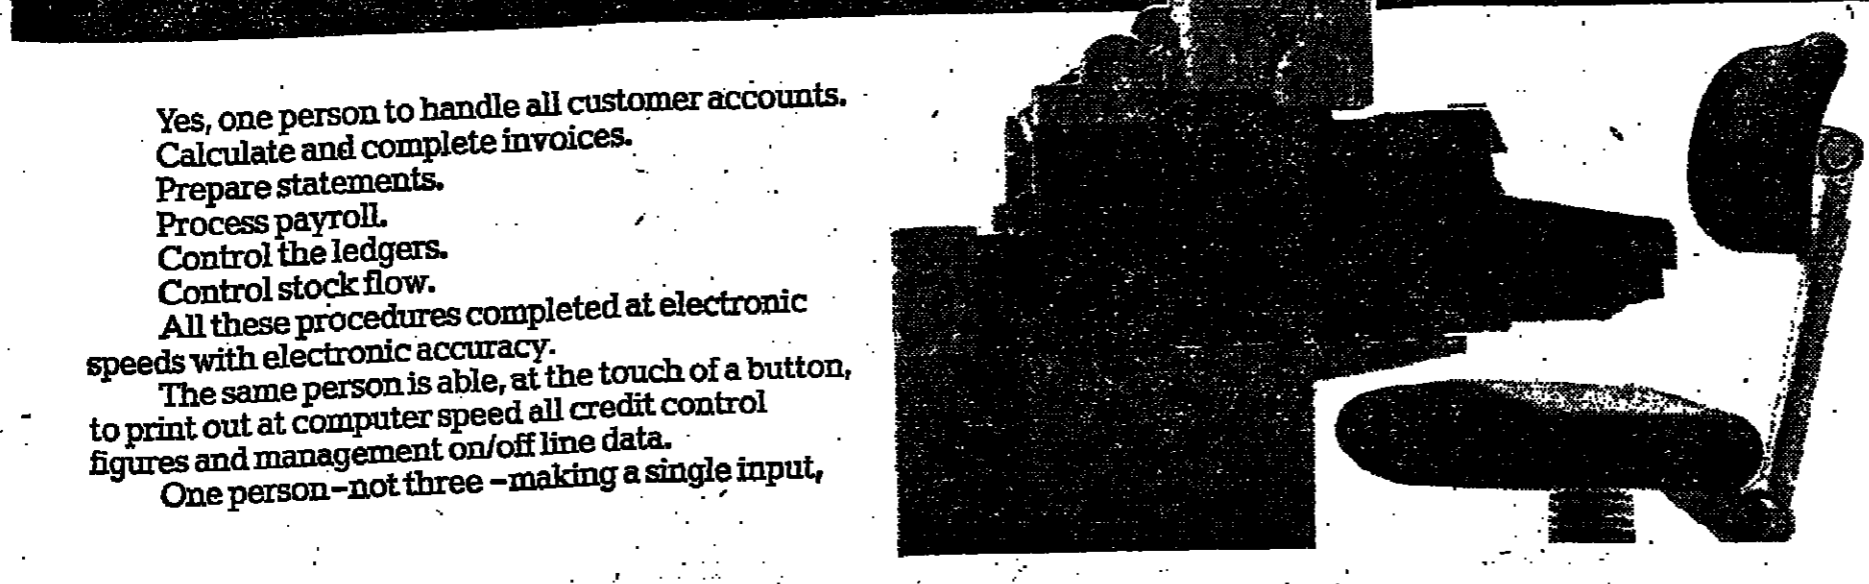 Yes, one person to handle all customer accounts.
Calculate and complete invoices.
Prepare statements.
Process payroll.
Control the ledgers.
Control stock flow.
All these procedures completed at electronic
speeds with electronic accuracy.
The same person is able, at the touch of a button,
to print out at computer speed all credit control
figures and management on/off line data.
One person–not three –making a single input,